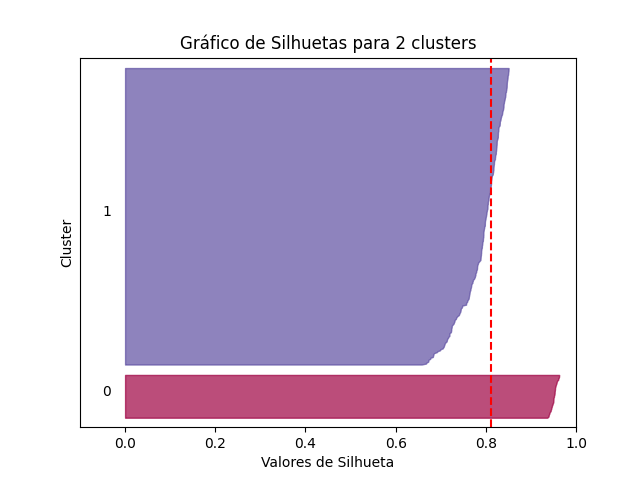 Gráfico de Silhuetas para 2 clusters
Cluster
1
0
0.0 0.2 0.4 0.6 0.8 1.0
Valores de Silhueta